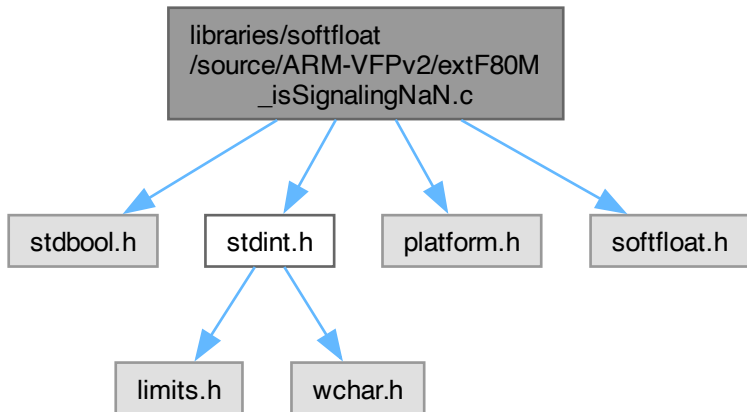 libraries/softfloat
/source/ARM-VFPv2/extF80M
_isSignalingNaN.c
stdbool.h
stdint.h
platform.h
softfloat.h
limits.h
wchar.h